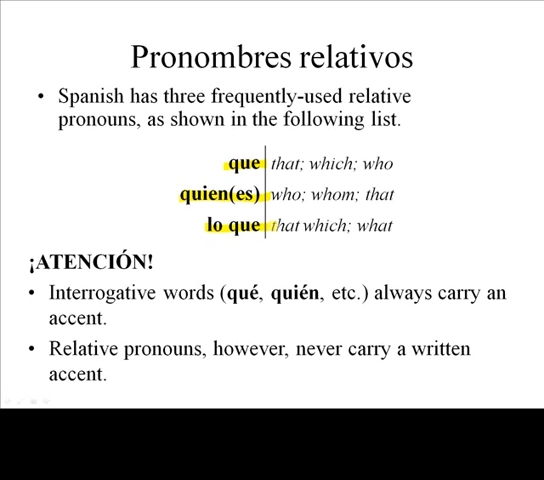 Pronombres relativos
• Spanish has three frequently-used relative
pronouns, as shown in the following list.
que that; which; who
quien(es) who; whom; that
lo que that which; what
¡ATENCIÓN!
• Interrogative words (qué, quién, etc.) always carry an
accent.
• Relative pronouns, however, never carry a written
accent.